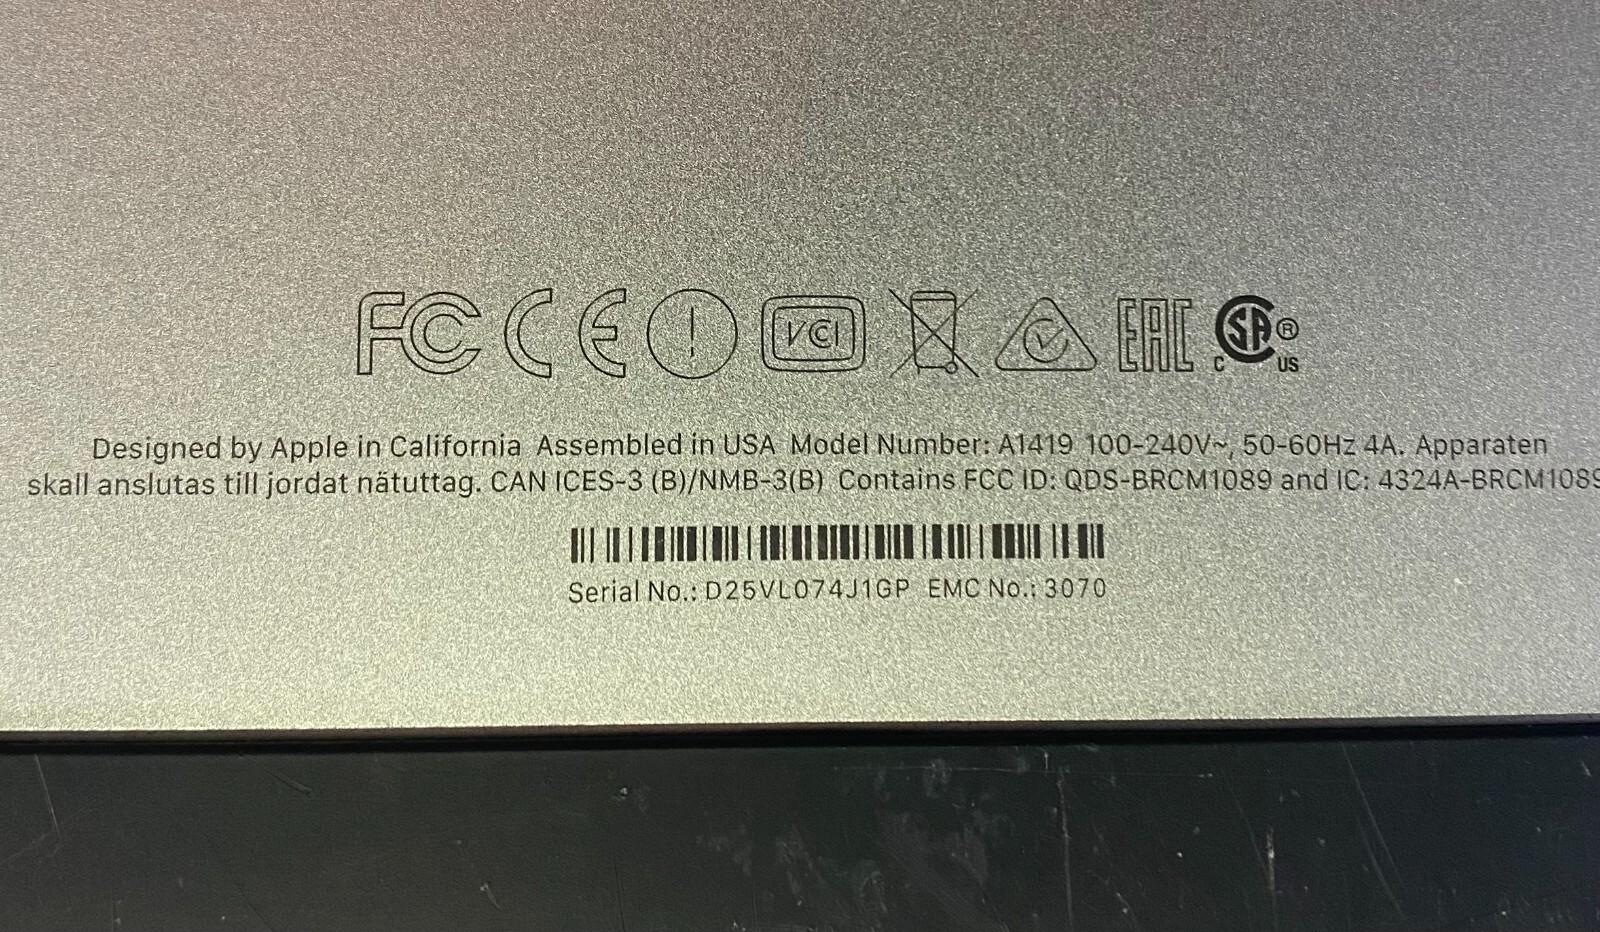 FC CE ! VCI EAC C SA ® US
Designed by Apple in California Assembled in USA Model Number: A1419 100-240V~, 50-60Hz 4A. Apparaten
skall anslutas till jordat nätuttag. CAN ICES-3 (B)/NMB-3(B) Contains FCC ID: QDS-BRCM1089 and IC: 4324A-BRCM1089
Serial No.: D25VL074J1GP EMC No.: 3070